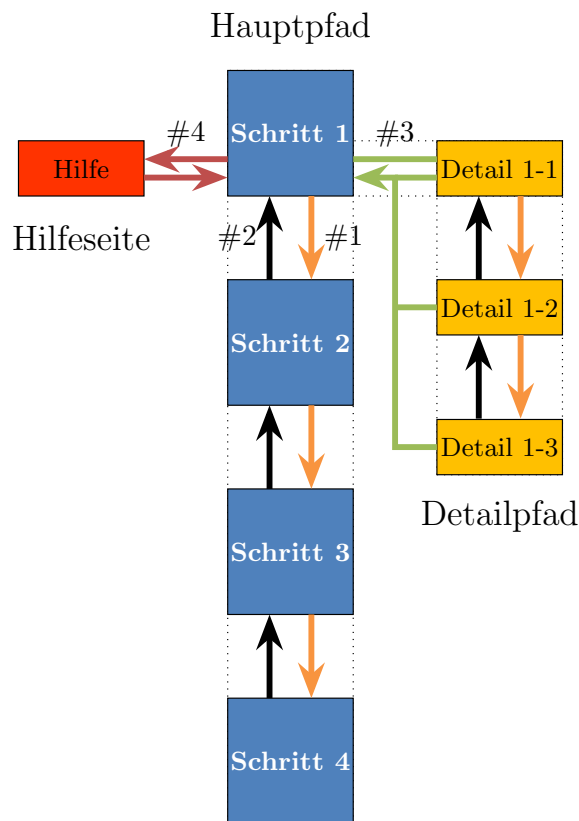 Hauptpfad
#4
Schritt 1
#3
Hilfe
Detail 1-1
Hilfeseite
#2
#1
Schritt 2
Detail 1-2
Detail 1-3
Detailpfad
Schritt 3
Schritt 4